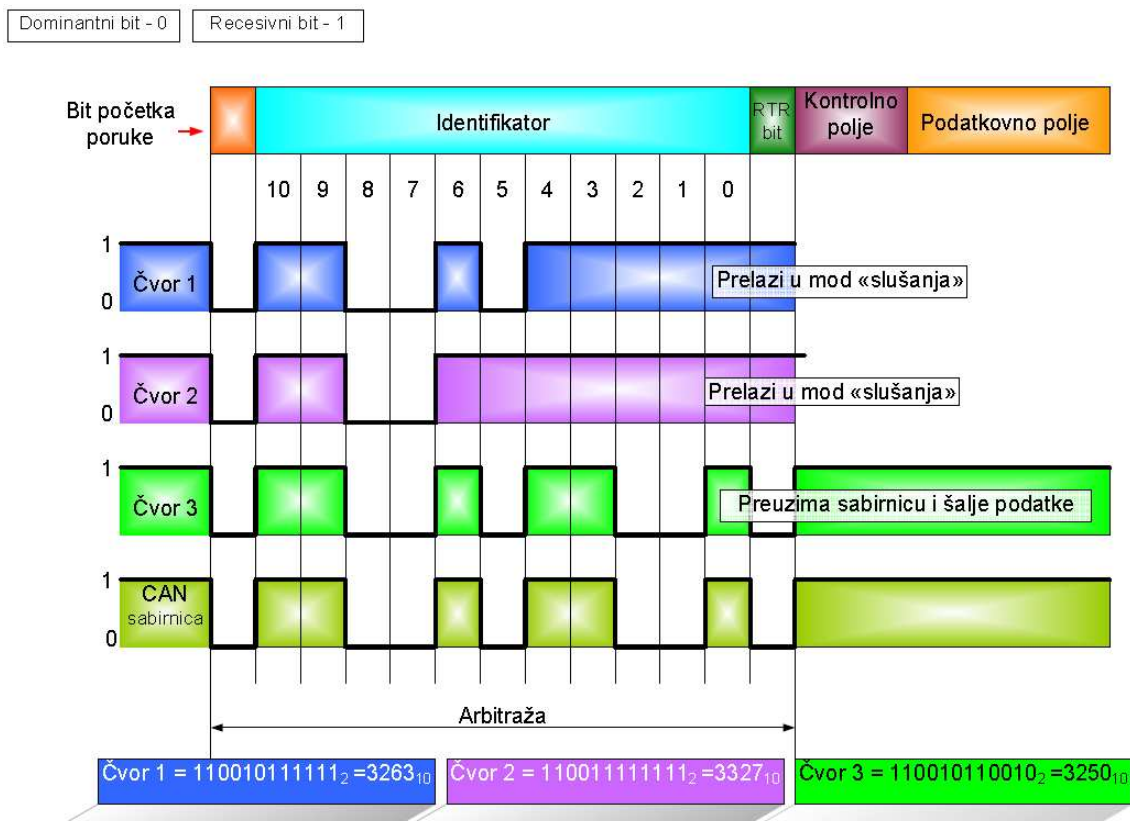 Dominantni bit - 0
Recesivni bit - 1
Bit početka
poruke
Identifikator
RTR
bit
Kontrolno
polje
Podatkovno polje
10 9 8 7 6 5 4 3 2 1 0
1
Čvor 1
0
Prelazi u mod «slušanja»
1
Čvor 2
0
Prelazi u mod «slušanja»
1
Čvor 3
0
Preuzima sabirnicu i šalje podatke
1
CAN
sabirnica
0
Arbitraža
Čvor 1 = 110010111111₂ =3263₁₀
Čvor 2 = 110011111111₂ =3327₁₀
Čvor 3 = 110010110010₂ =3250₁₀